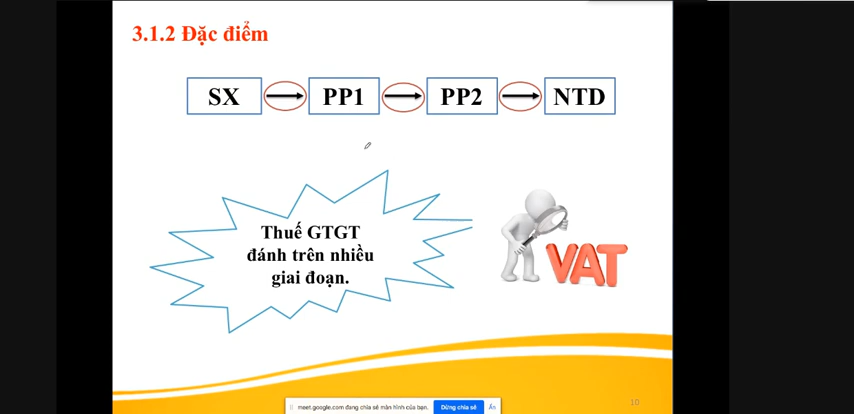 3.1.2 Đặc điểm
SX PP1 PP2 NTD
Thuế GTGT
đánh trên nhiều
giai đoạn.
VAT
meet.google.com đang chia sẻ màn hình của bạn. Dừng chia sẻ Ẩn
10